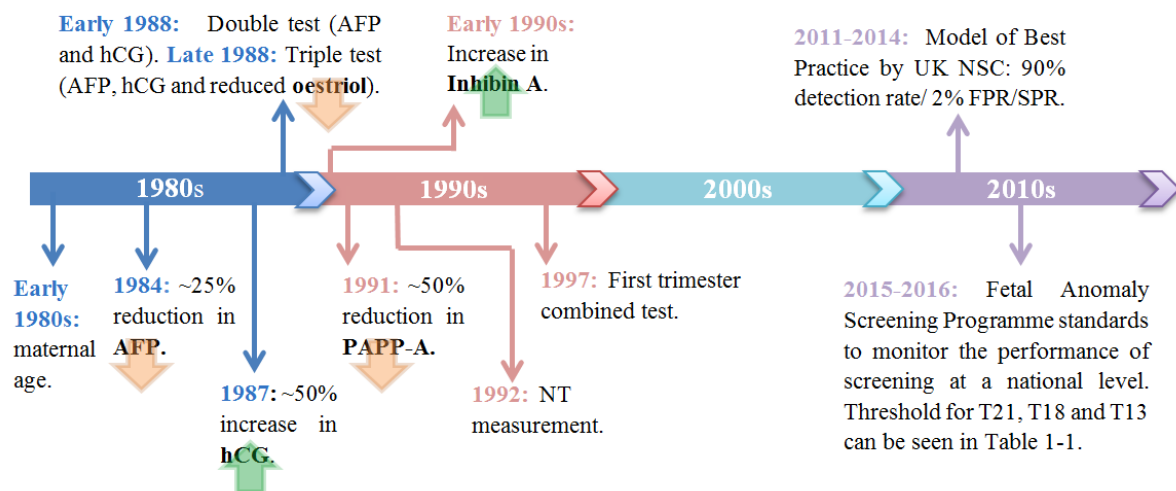 Early 1988: Double test (AFP
and hCG). Late 1988: Triple test
(AFP, hCG and reduced oestriol).
Early 1990s:
Increase in
Inhibin A.
2011-2014: Model of Best
Practice by UK NSC: 90%
detection rate/ 2% FPR/SPR.
1980s
1990s
2000s
2010s
Early
1980s:
maternal
age.
1984: ~25%
reduction in
AFP.
1987: ~50%
increase in
hCG.
1991: ~50%
reduction in
PAPP-A.
1992: NT
measurement.
1997: First trimester
combined test.
2015-2016: Fetal Anomaly
Screening Programme standards
to monitor the performance of
screening at a national level.
Threshold for T21, T18 and T13
can be seen in Table 1-1.